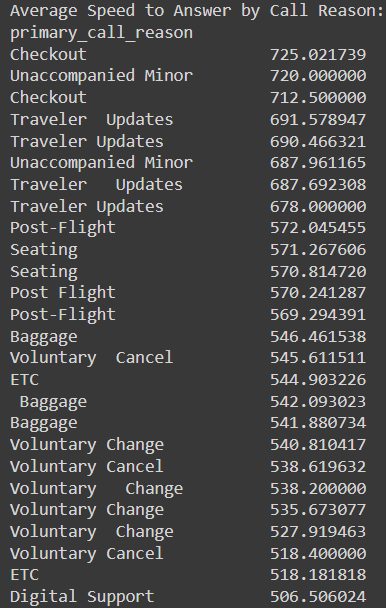 Average Speed to Answer by Call Reason:
primary_call_reason
Checkout                  725.021739
Unaccompanied Minor       720.000000
Checkout                  712.500000
Traveler  Updates         691.578947
Traveler Updates          690.466321
Unaccompanied Minor       687.961165
Traveler   Updates        687.692308
Traveler Updates          678.000000
Post-Flight               572.045455
Seating                   571.267606
Seating                   570.814720
Post Flight               570.241287
Post-Flight               569.294391
Baggage                   546.461538
Voluntary  Cancel         545.611511
ETC                       544.903226
 Baggage                  542.093023
Baggage                   541.880734
Voluntary Change          540.810417
Voluntary Cancel          538.619632
Voluntary   Change        538.200000
Voluntary Change          535.673077
Voluntary  Change         527.919463
Voluntary Cancel          518.400000
ETC                       518.181818
Digital Support           506.506024